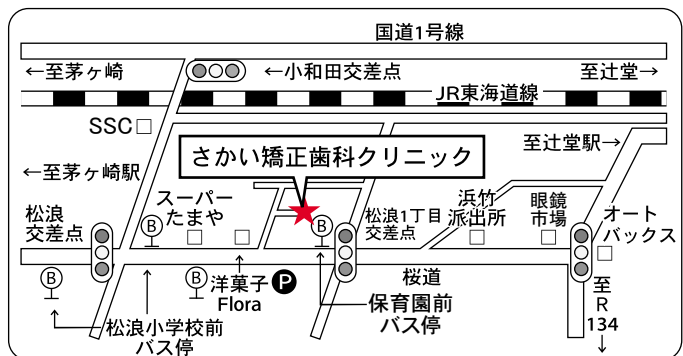 国道1号線
←至茅ヶ崎
←小和田交差点
至辻堂→
JR東海道線
SSC
至辻堂駅→
さかい矯正歯科クリニック
←至茅ヶ崎駅
スーパー
たまや
松浪
交差点
B
B
松浪1丁目
交差点
浜竹
派出所
眼鏡
市場
オート
バックス
B
B
洋菓子
Flora
P
桜道
保育園前
バス停
松浪小学校前
バス停
至
R
134
↓